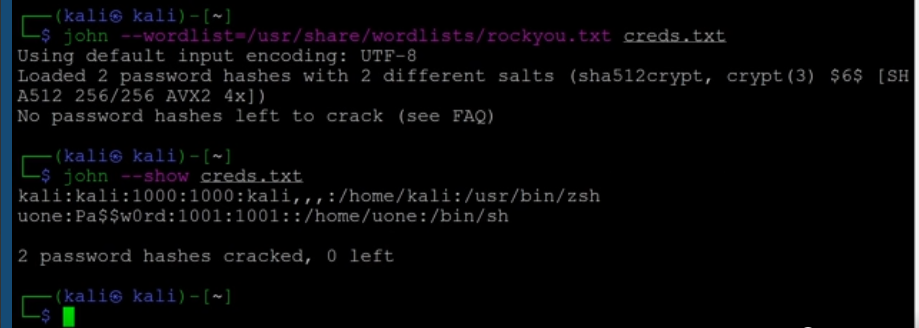 ┌──(kali㉿ kali)-[~]
└─$ john --wordlist=/usr/share/wordlists/rockyou.txt creds.txt
Using default input encoding: UTF-8
Loaded 2 password hashes with 2 different salts (sha512crypt, crypt(3) $6$ [SH
A512 256/256 AVX2 4x])
No password hashes left to crack (see FAQ)
┌──(kali㉿ kali)-[~]
└─$ john --show creds.txt
kali:kali:1000:1000:kali,,,:/home/kali:/usr/bin/zsh
uone:Pa$$w0rd:1001:1001::/home/uone:/bin/sh
2 password hashes cracked, 0 left
┌──(kali㉿ kali)-[~]
└─$